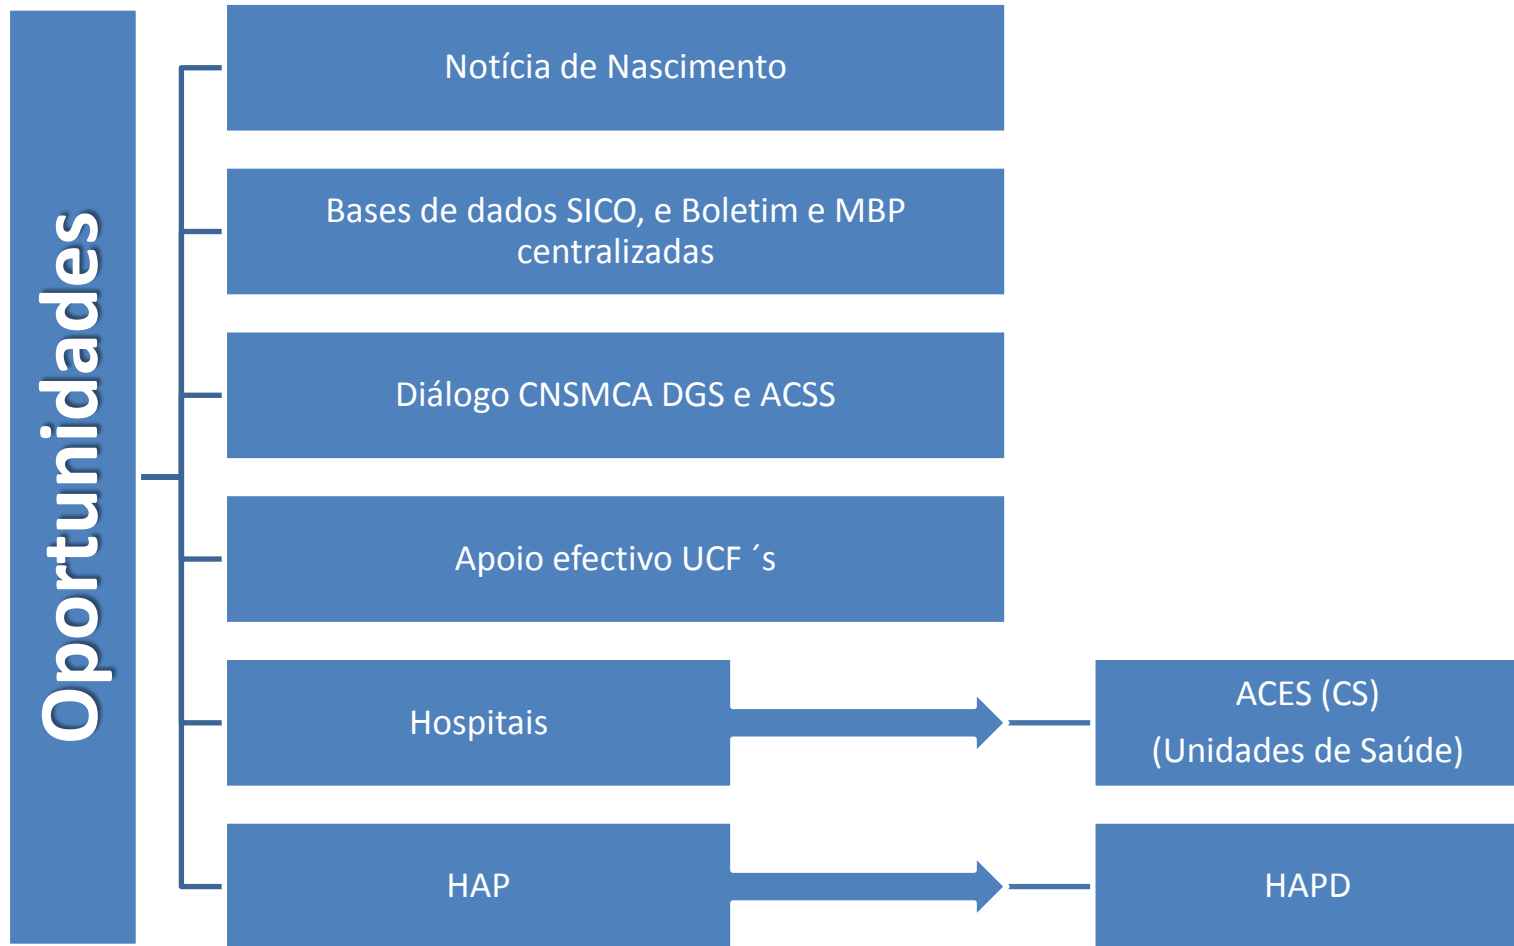 Oportunidades
Notícia de Nascimento
Bases de dados SICO, e Boletim e MBP
centralizadas
Diálogo CNSMCA DGS e ACSS
Apoio efectivo UCF ´s
Hospitais
ACES (CS)
(Unidades de Saúde)
HAP
HAPD